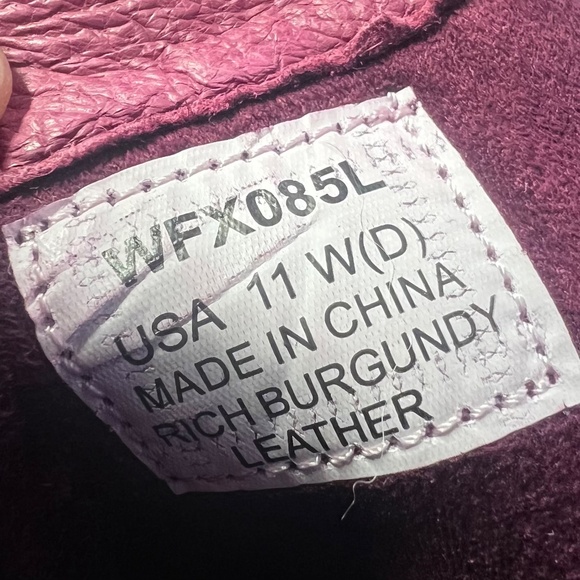 WFX085L
USA 11 W(D)
MADE IN CHINA
RICH BURGUNDY
LEATHER